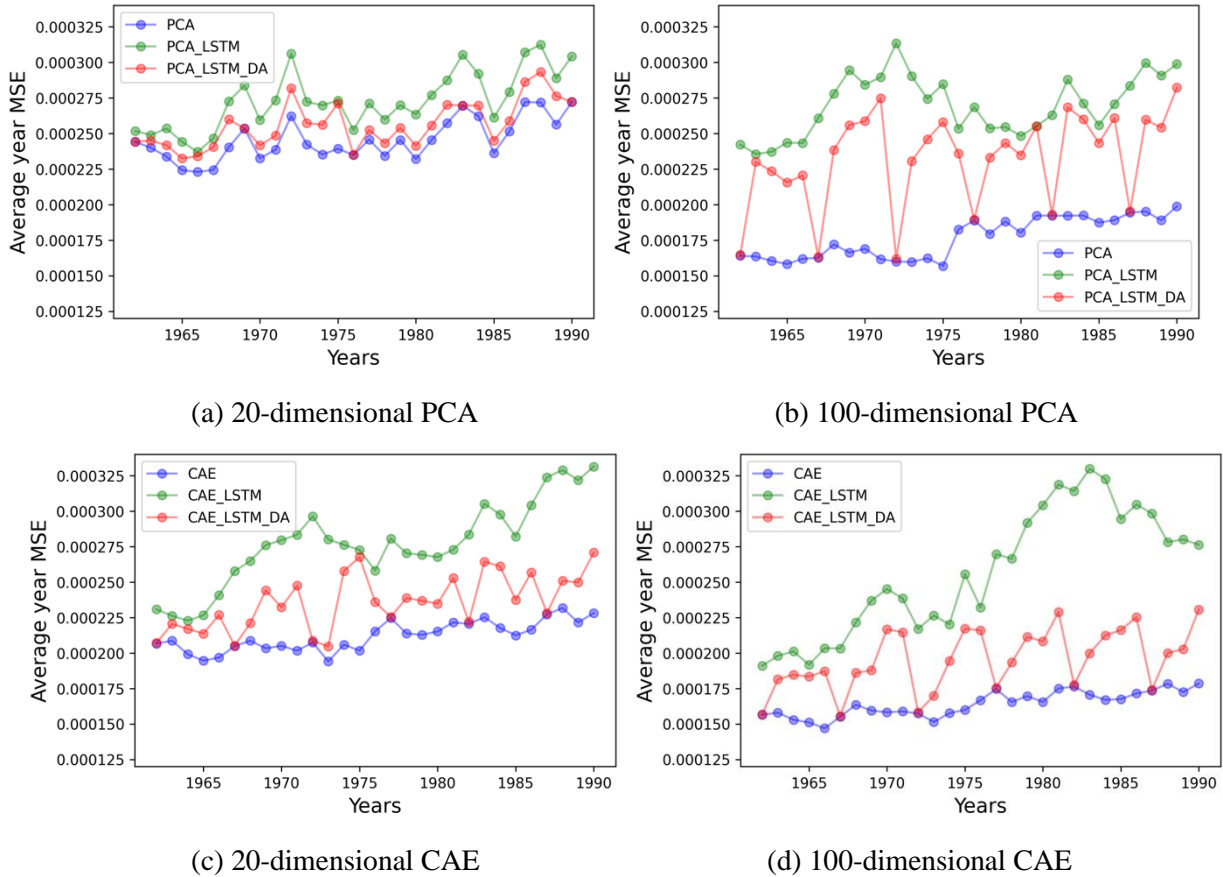 0.000325
0.000300
0.000275
0.000250
0.000225
0.000200
0.000175
0.000150
0.000125
Average year MSE
PCA
PCA_LSTM
PCA_LSTM_DA
1965 1970 1975 1980 1985 1990
Years
(a) 20-dimensional PCA
0.000325
0.000300
0.000275
0.000250
0.000225
0.000200
0.000175
0.000150
0.000125
Average year MSE
PCA
PCA_LSTM
PCA_LSTM_DA
1965 1970 1975 1980 1985 1990
Years
(b) 100-dimensional PCA
0.000325
0.000300
0.000275
0.000250
0.000225
0.000200
0.000175
0.000150
0.000125
Average year MSE
CAE
CAE_LSTM
CAE_LSTM_DA
1965 1970 1975 1980 1985 1990
Years
(c) 20-dimensional CAE
0.000325
0.000300
0.000275
0.000250
0.000225
0.000200
0.000175
0.000150
0.000125
Average year MSE
CAE
CAE_LSTM
CAE_LSTM_DA
1965 1970 1975 1980 1985 1990
Years
(d) 100-dimensional CAE